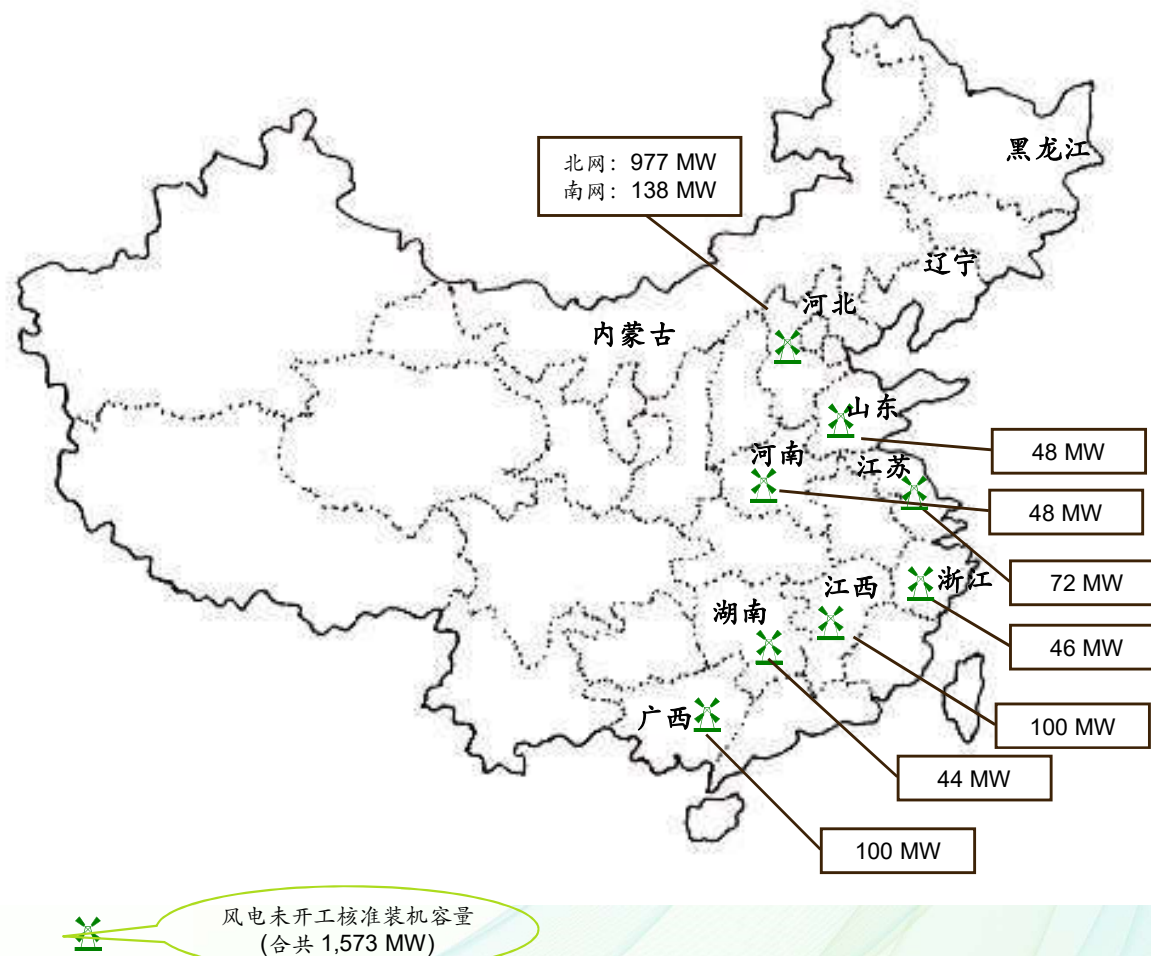 黑龙江
北网：977 MW
南网：138 MW
辽宁
河北
内蒙古
山东
48 MW
河南
江苏
48 MW
72 MW
浙江
江西
湖南
46 MW
广西
100 MW
44 MW
100 MW
风电未开工核准装机容量
(合共 1,573 MW)